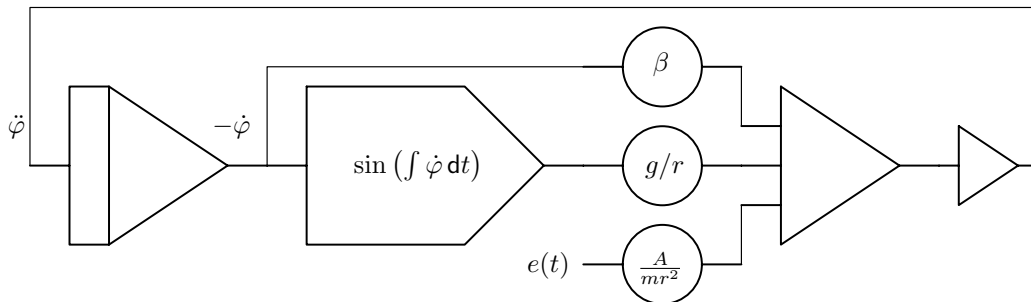 β
φ̈
−φ̇
sin (∫ φ̇ dt)
g/r
e(t)
A/mr²